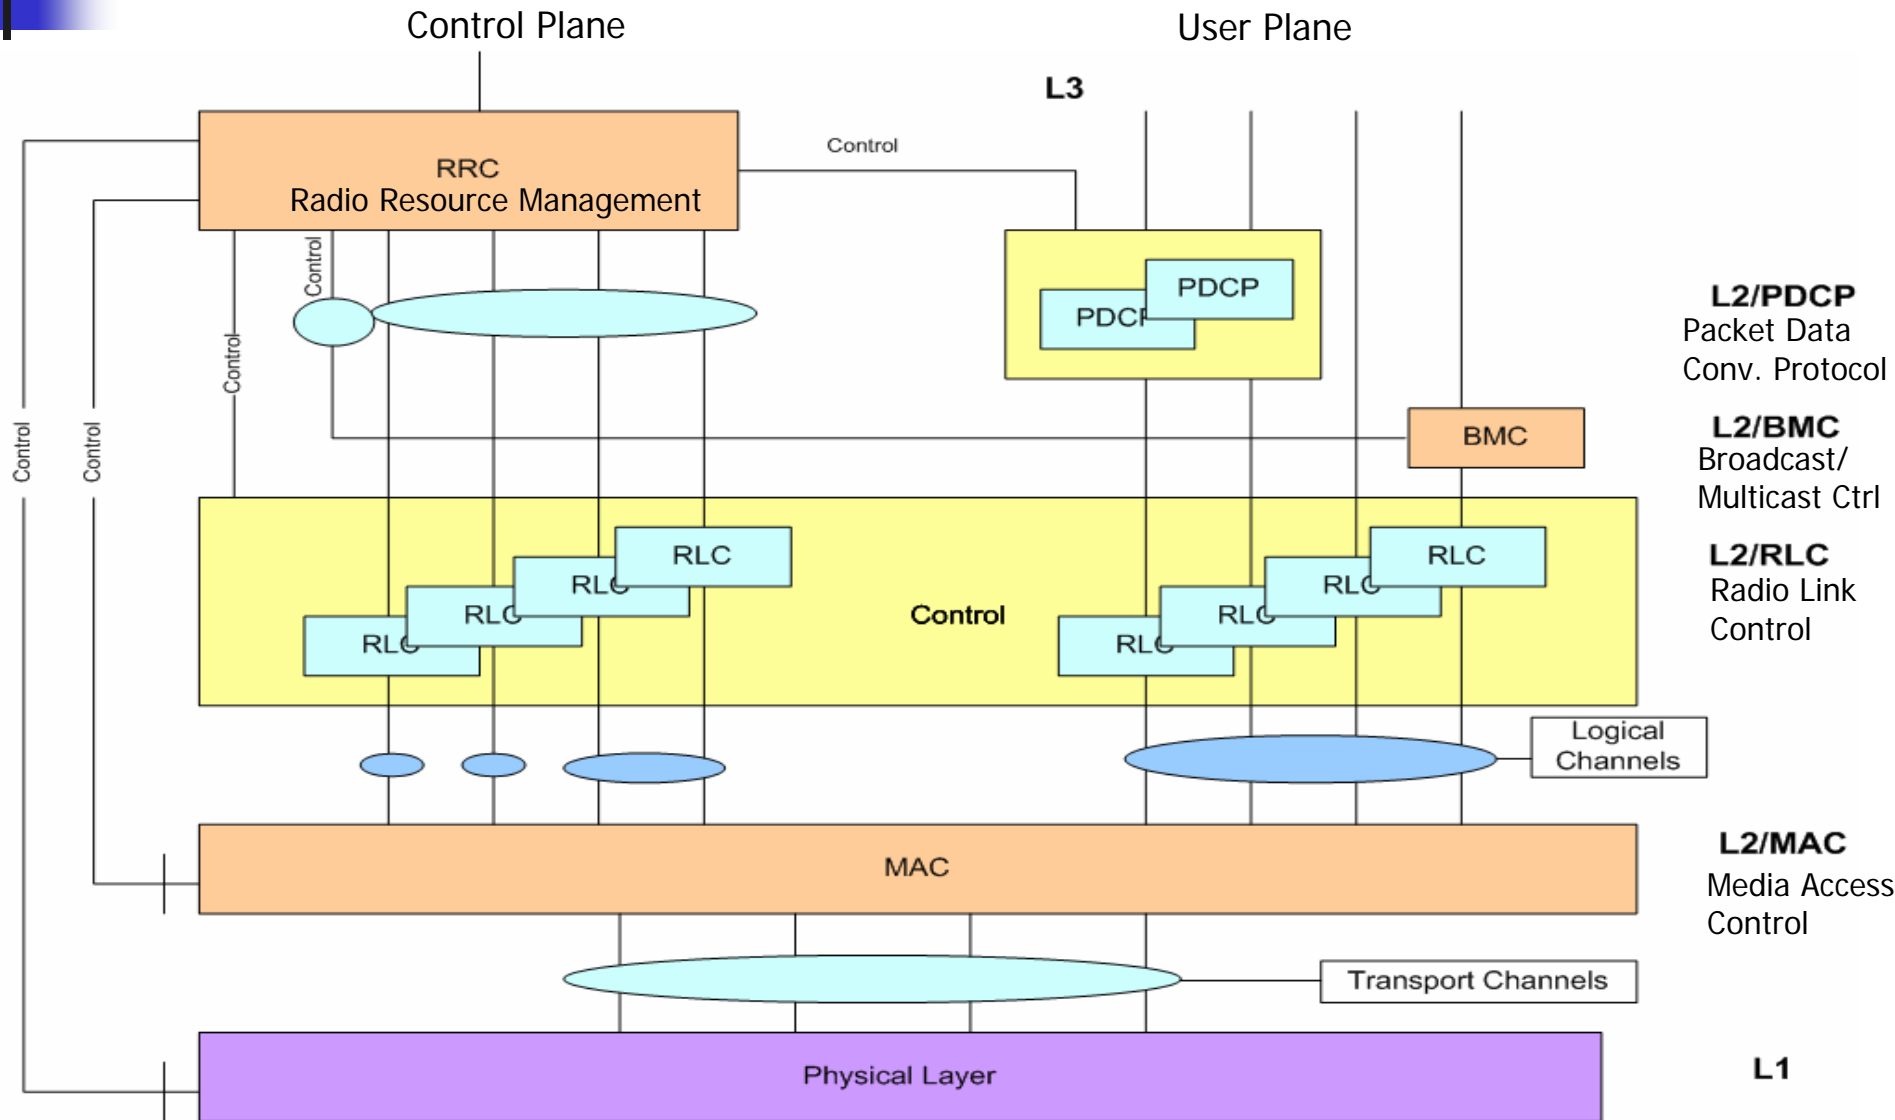 Control Plane
User Plane
L3
Control
RRC
Radio Resource Management
Control
PDCP
PDCP
L2/PDCP
Packet Data
Conv. Protocol
Control
Control
Control
BMC
L2/BMC
Broadcast/
Multicast Ctrl
RLC
RLC
RLC
RLC
Control
RLC
RLC
RLC
RLC
L2/RLC
Radio Link
Control
Logical
Channels
MAC
L2/MAC
Media Access
Control
Transport Channels
Physical Layer
L1